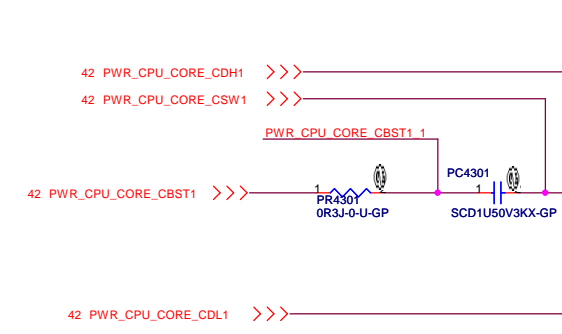 42 PWR_CPU_CORE_CDH1
42 PWR_CPU_CORE_CSW1
PWR_CPU_CORE_CBST1_1
PC4301
42 PWR_CPU_CORE_CBST1
1
1
PR4301
0R3J-0-U-GP
SCD1U50V3KX-GP
42 PWR_CPU_CORE_CDL1